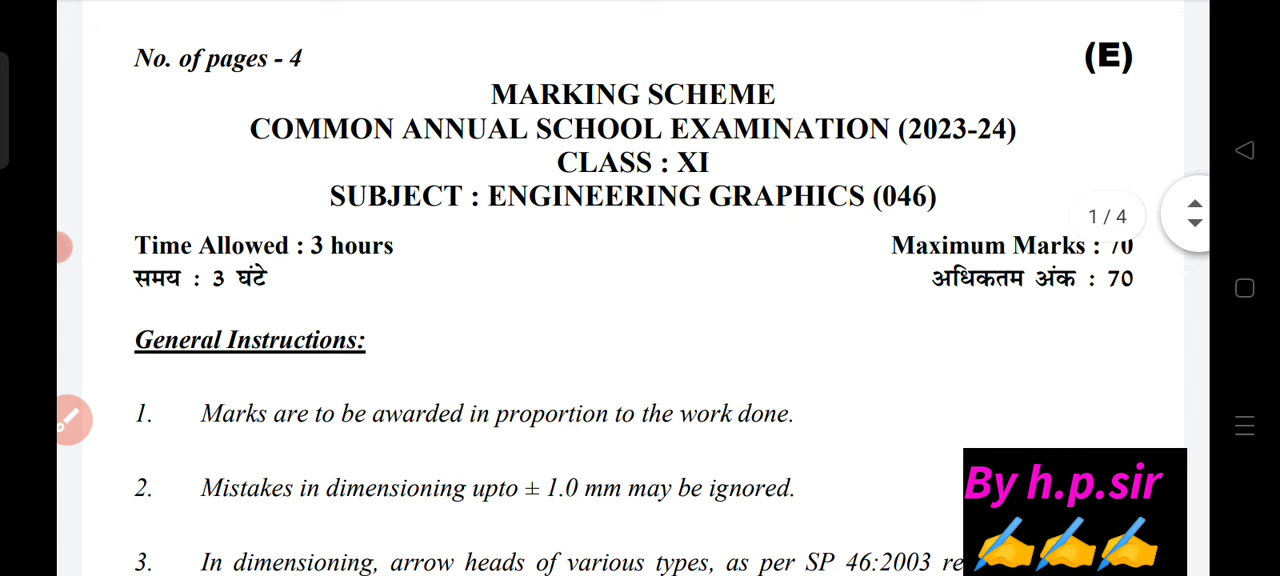 No. of pages - 4
(E)
MARKING SCHEME
COMMON ANNUAL SCHOOL EXAMINATION (2023-24)
CLASS : XI
SUBJECT : ENGINEERING GRAPHICS (046)
1 / 4
Time Allowed : 3 hours
Maximum Marks : 70
समय : 3 घंटे
अधिकतम अंक : 70
General Instructions:
1. Marks are to be awarded in proportion to the work done.
2. Mistakes in dimensioning upto ± 1.0 mm may be ignored.
By h.p.sir
3. In dimensioning, arrow heads of various types, as per SP 46:2003